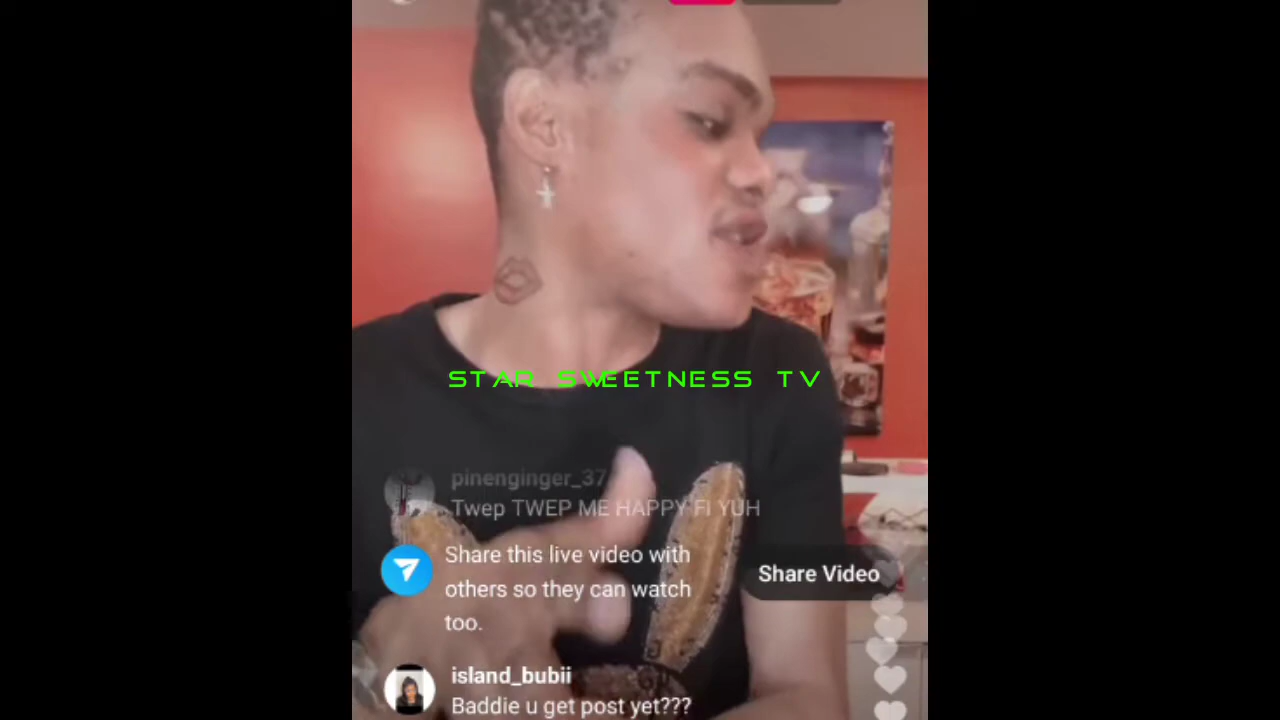 STAR SWEETNESS TV
pinenginger_37
Twep TWEP ME HAPPY FI YUH
Share this live video with
others so they can watch
too.
Share Video
island_bubii
Baddie u get post yet???